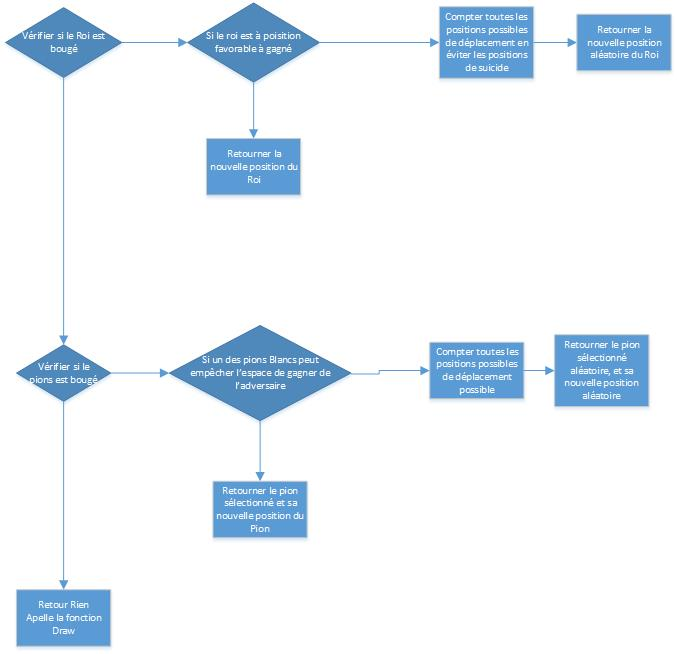 Vérifier si le Roi est
bougé
Si le roi est à poisition
favorable à gagné
Compter toutes les
positions possibles
de déplacement en
éviter les positions
de suicide
Retourner la
nouvelle position
aléatoire du Roi
Retourner la
nouvelle position du
Roi
Vérifier si le
pions est bougé
Si un des pions Blancs peut
empêcher l'espace de gagner de
l'adversaire
Compter toutes les
positions possibles
de déplacement
possible
Retourner le pion
sélectionné
aléatoire, et sa
nouvelle position
aléatoire
Retourner le pion
sélectionné et sa
nouvelle position du
Pion
Retour Rien
Apelle la fonction
Draw